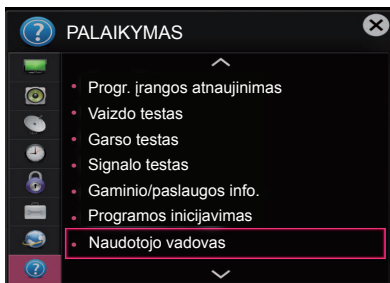 PALAIKYMAS
Progr. įrangos atnaujinimas
Vaizdo testas
Garso testas
Signalo testas
Gaminio/paslaugos info.
Programos inicijavimas
Naudotojo vadovas